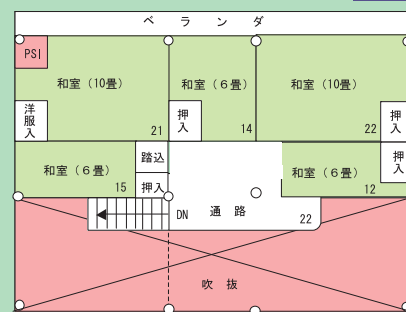 ベランダ
PS1
和室（10畳）
和室（6畳）
和室（10畳）
洋服入
押入
押入
21
14
22
踏込
押入
和室（6畳）
和室（6畳）
押入
15
12
DN
通路
22
吹抜